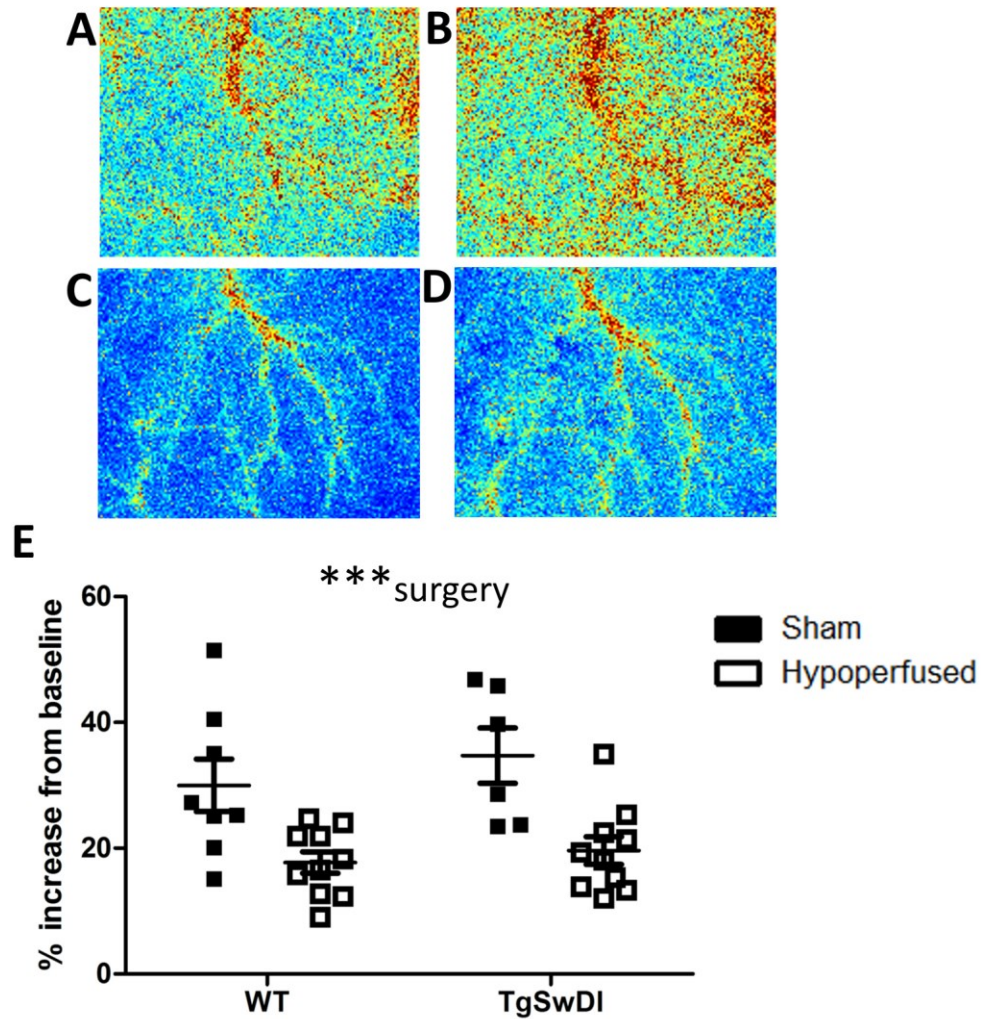 A
B
C
D
E
***surgery
60
40
20
0
% increase from baseline
WT
TgSwDI
Sham
Hypoperfused